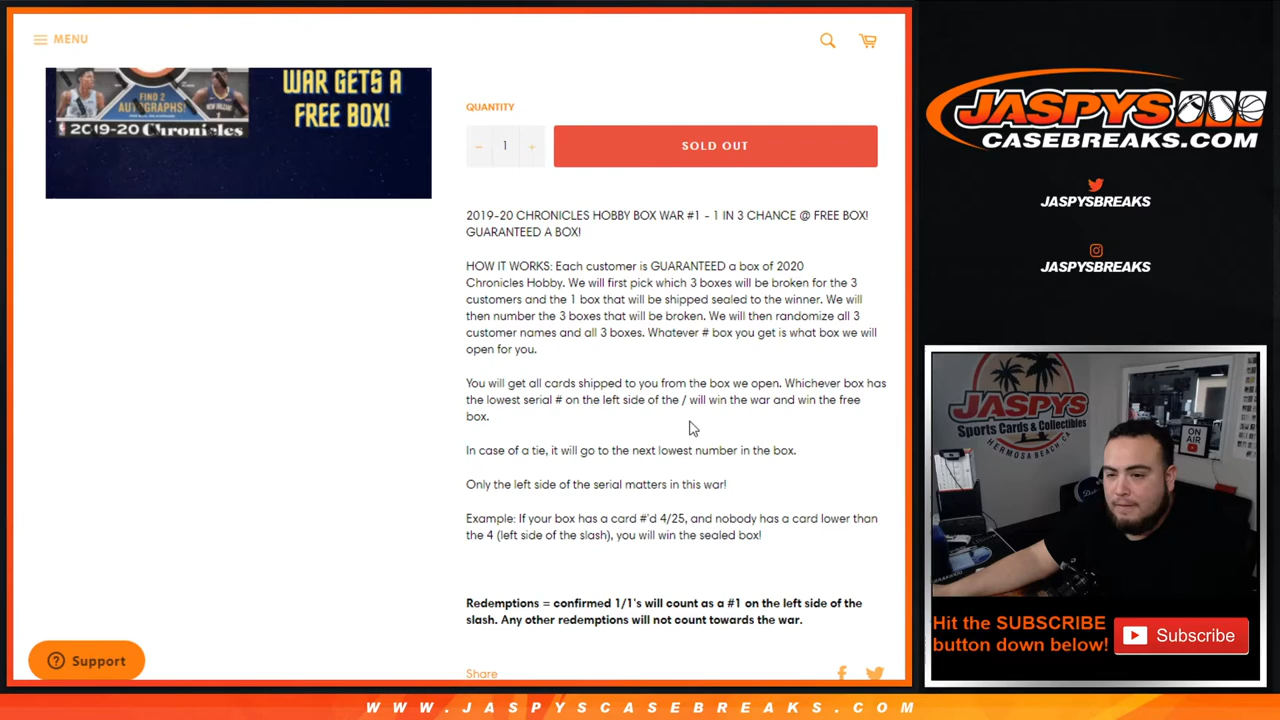 MENU
WAR GETS A
FREE BOX!
FIND 2
AUTOGRAPHS!
NEW ORLEANS
2019-20 Chronicles
QUANTITY
− 1 +
SOLD OUT
2019-20 CHRONICLES HOBBY BOX WAR #1 - 1 IN 3 CHANCE @ FREE BOX!
GUARANTEED A BOX!
HOW IT WORKS: Each customer is GUARANTEED a box of 2020
Chronicles Hobby. We will first pick which 3 boxes will be broken for the 3
customers and the 1 box that will be shipped sealed to the winner. We will
then number the 3 boxes that will be broken. We will then randomize all 3
customer names and all 3 boxes. Whatever # box you get is what box we will
open for you.
You will get all cards shipped to you from the box we open. Whichever box has
the lowest serial # on the left side of the / will win the war and win the free
box.
In case of a tie, it will go to the next lowest number in the box.
Only the left side of the serial matters in this war!
Example: If your box has a card #'d 4/25, and nobody has a card lower than
the 4 (left side of the slash), you will win the sealed box!
Redemptions = confirmed 1/1's will count as a #1 on the left side of the
slash. Any other redemptions will not count towards the war.
Share
Support
JASPYS
CASEBREAKS.COM
JASPYSBREAKS
JASPYSBREAKS
JASPYS
Sports Cards & Collectibles
HERMOSA BEACH, CA
ON
AIR
Hit the SUBSCRIBE
button down below!
Subscribe
WWW.JASPYSCASEBREAKS.COM